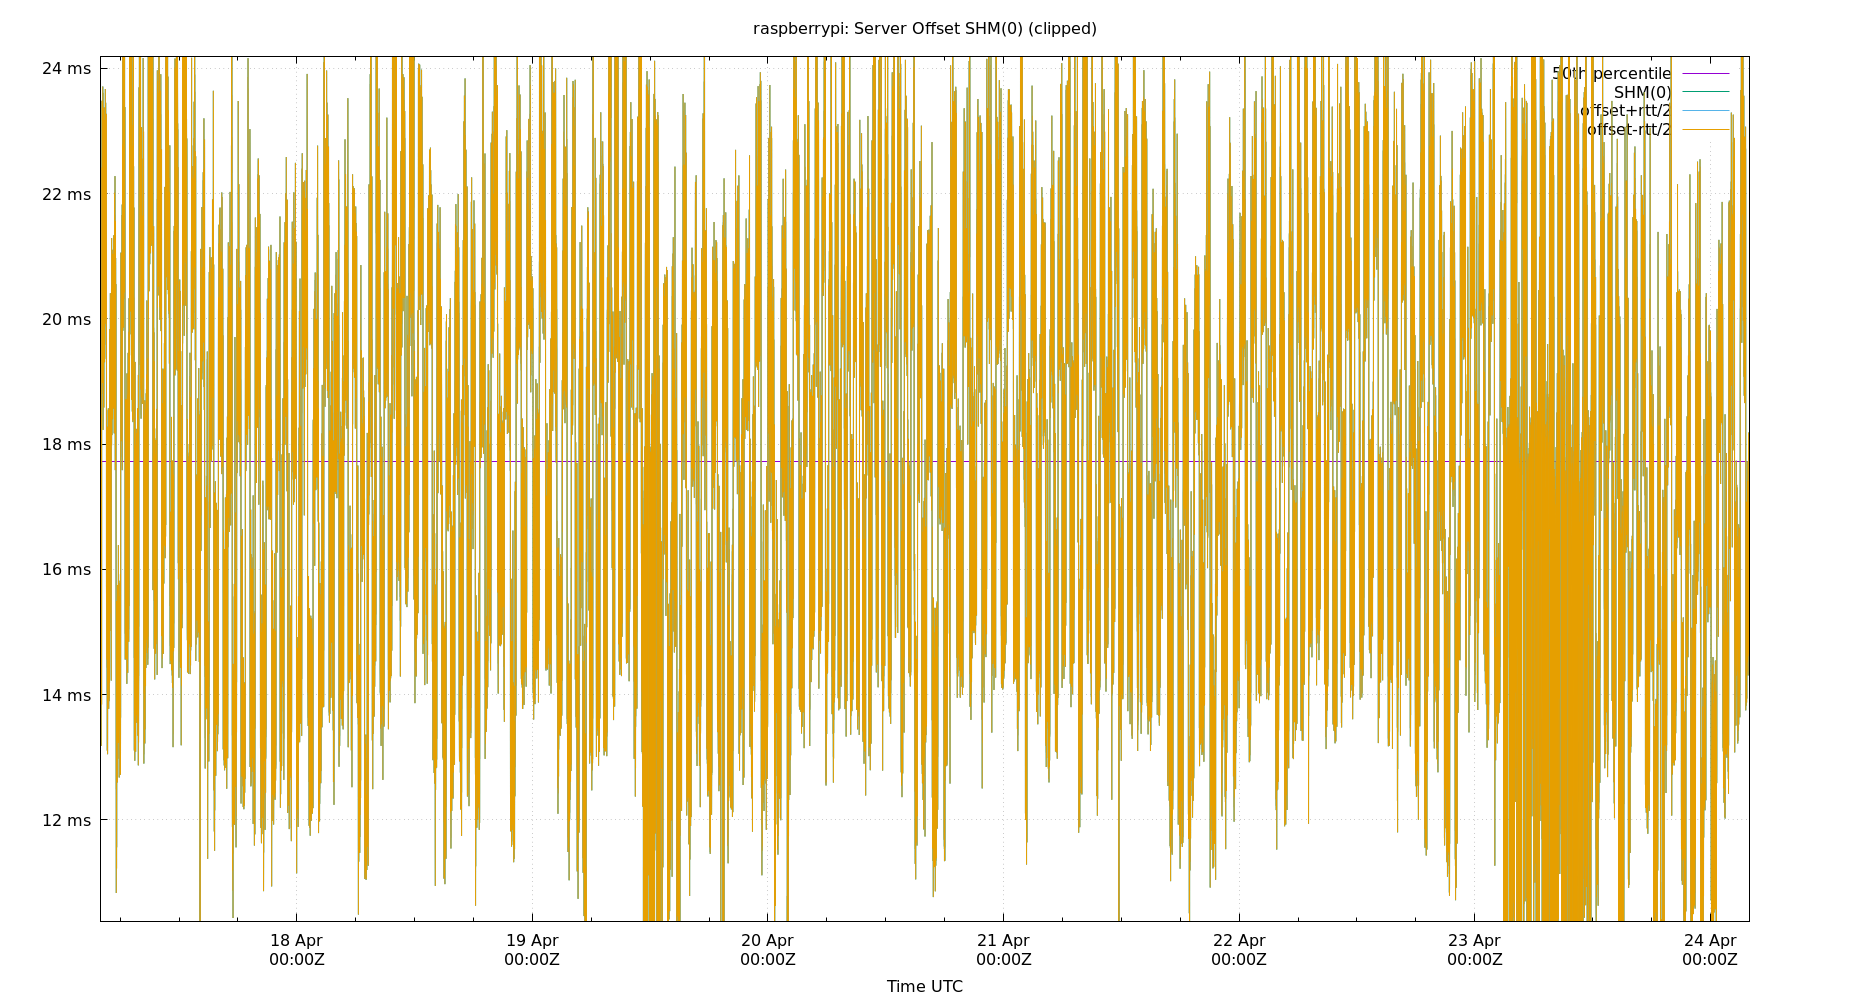 raspberrypi: Server Offset SHM(0) (clipped)
24 ms
22 ms
20 ms
18 ms
16 ms
14 ms
12 ms
50th percentile
SHM(0)
offset+rtt/2
offset-rtt/2
18 Apr
00:00Z
19 Apr
00:00Z
20 Apr
00:00Z
21 Apr
00:00Z
22 Apr
00:00Z
23 Apr
00:00Z
24 Apr
00:00Z
Time UTC